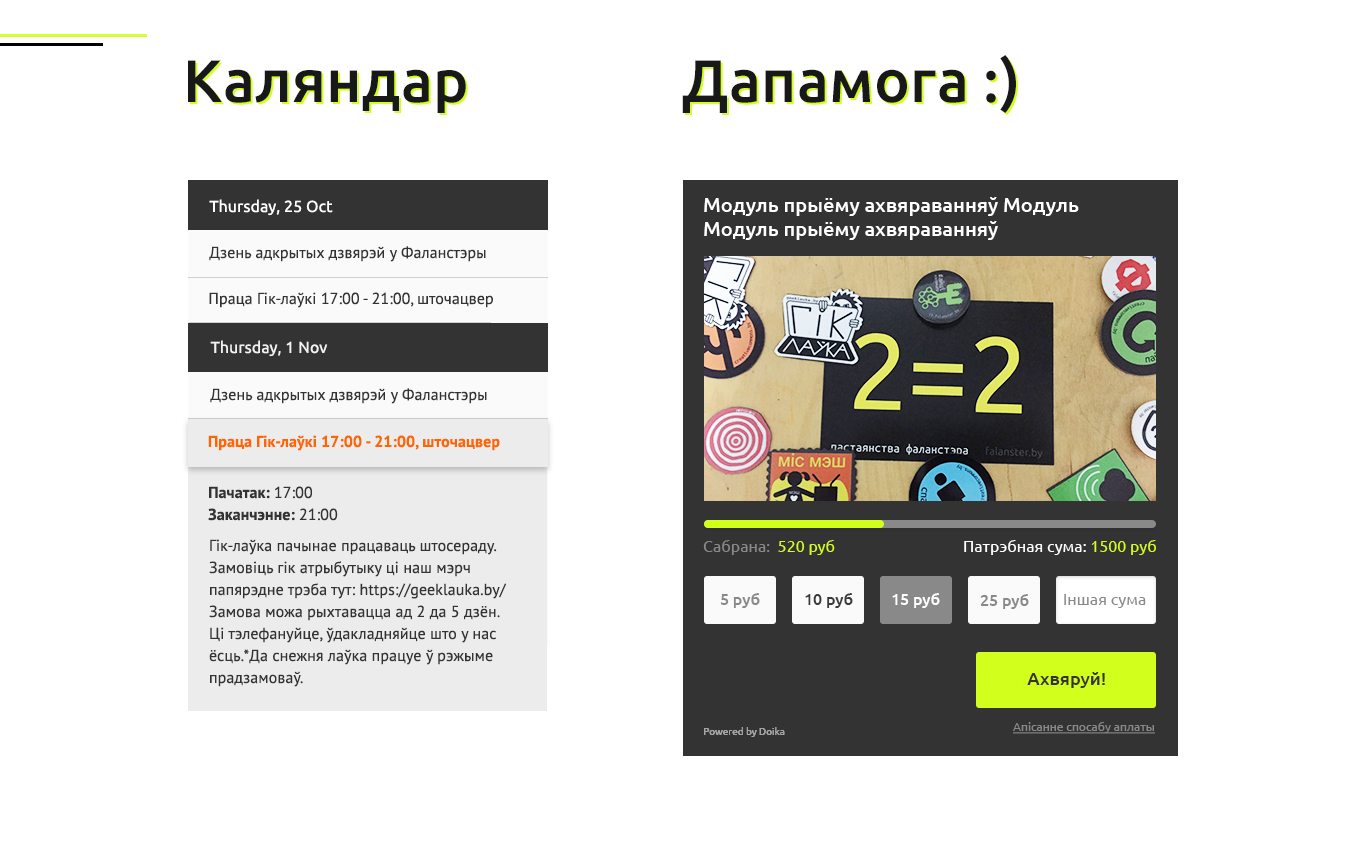 Каляндар
Thursday, 25 Oct
Дзень адкрытых дзвярэй у Фаланстэры
Праца Гік-лаўкі 17:00 - 21:00, шточацвер
Thursday, 1 Nov
Дзень адкрытых дзвярэй у Фаланстэры
Праца Гік-лаўкі 17:00 - 21:00, шточацвер
Пачатак: 17:00
Заканчэнне: 21:00
Гік-лаўка пачынае працаваць штосераду.
Замовіць гік атрыбутыку ці наш мэрч
папярэдне трэба тут: https://geeklauka.by/
Замова можа рыхтавацца ад 2 да 5 дзён.
Ці тэлефануйце, ўдакладняйце што у нас
ёсць.*Да снежня лаўка працуе ў рэжыме
прадзамоваў.
Дапамога :)
Модуль прыёму ахвяраванняў Модуль
Модуль прыёму ахвяраванняў
ГІК
ЛАЎКА
2=2
пастаянства фаланстэра falanster.by
МІС МЭШ
Сабрана: 520 руб
Патрэбная сума: 1500 руб
5 руб
10 руб
15 руб
25 руб
Іншая сума
Ахвяруй!
Апісанне спосабу аплаты
Powered by Doika